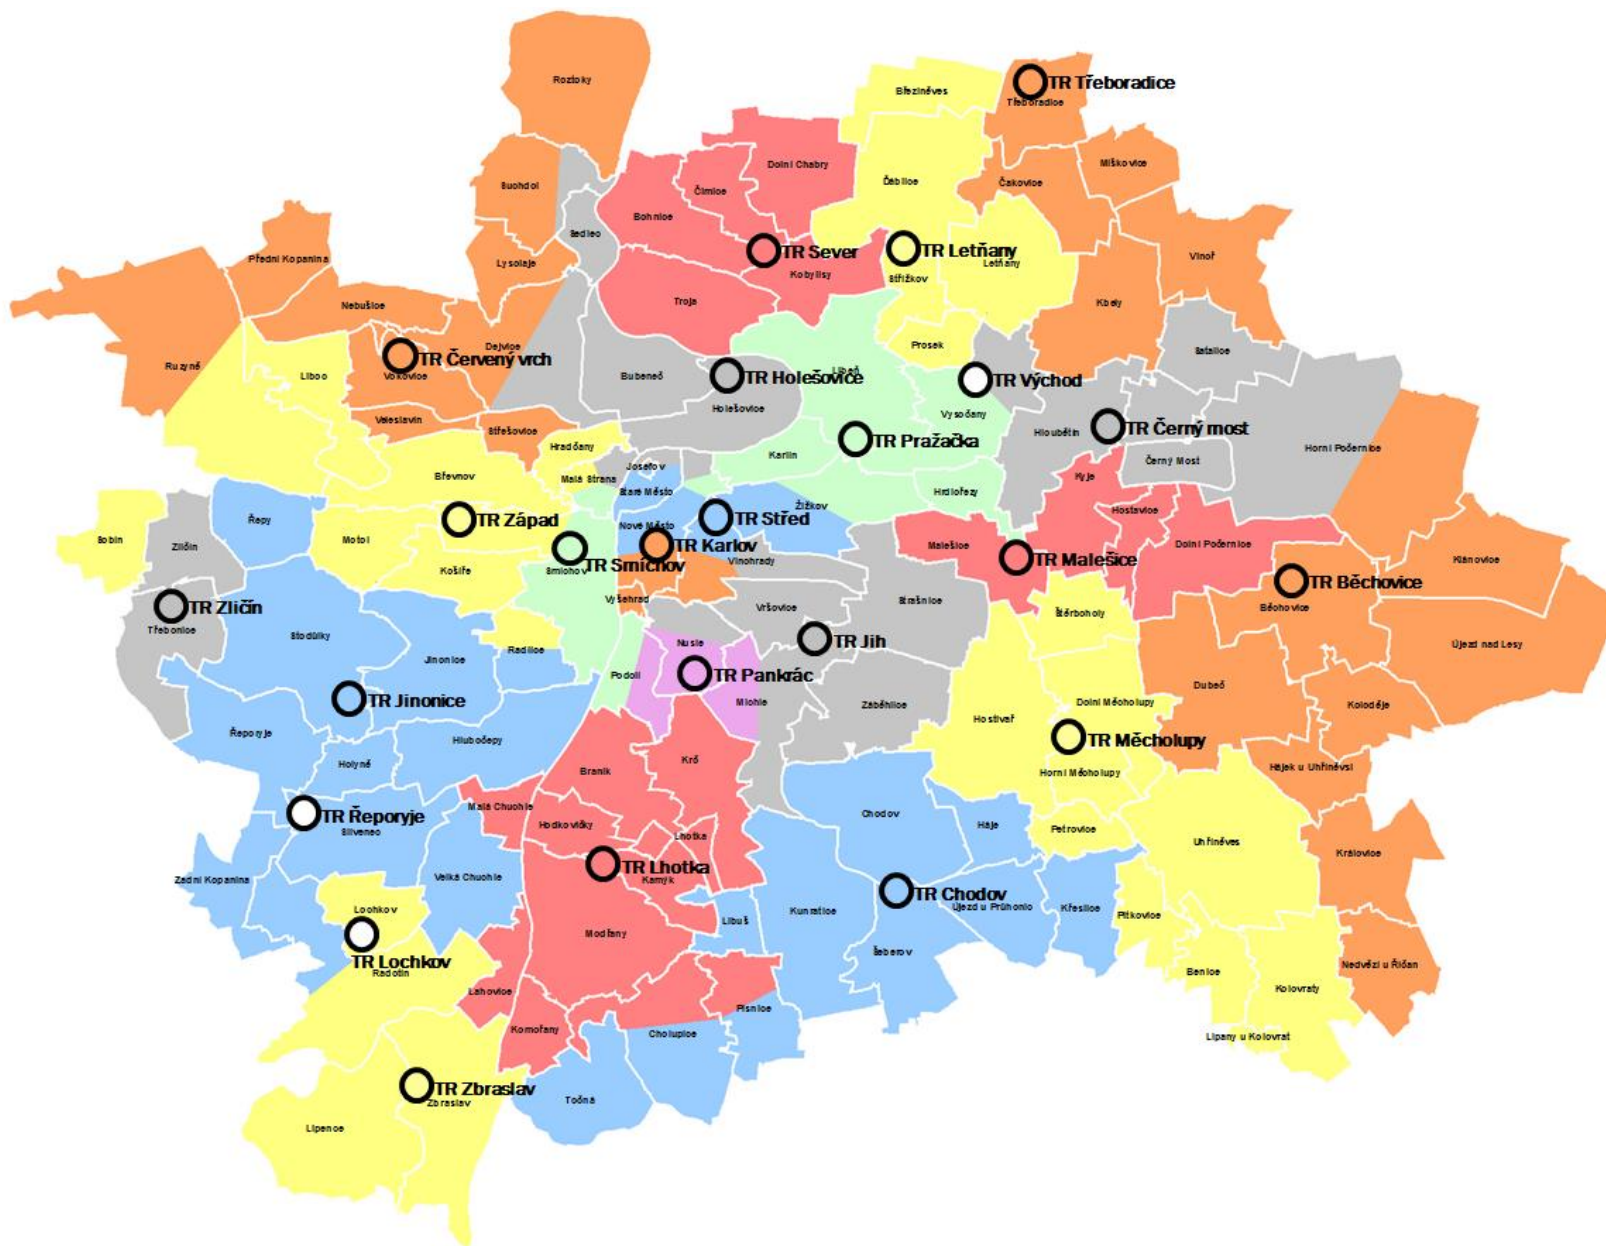 Roztoky
TR Třeboradice
Třeboradice
Březiněves
Dolní Chabry
Miškovice
Čimice
Ďáblice
Čakovice
Suchdol
Bohnice
Sedlec
TR Sever
TR Letňany
Přední Kopanina
Lysolaje
Kobylisy
Střížkov
Letňany
Vinoř
Nebušice
Troja
Kbely
Ruzyně
Dejvice
Prosek
Satalice
TR Červený vrch
Liboc
Vokovice
Bubeneč
TR Holešovice
Libeň
TR Východ
Holešovice
Vysočany
Veleslavín
Střešovice
Hloubětín
TR Černý most
Hradčany
TR Pražačka
Horní Počernice
Karlín
Josefov
Černý Most
Břevnov
Malá Strana
Staré Město
Hrdlořezy
Kyje
Žižkov
Hostavice
Řepy
TR Západ
Nové Město
TR Střed
Sobín
Zličín
Motol
TR Karlov
Malešice
Dolní Počernice
Košíře
Smíchov
TR Smíchov
Vinohrady
TR Malešice
Klánovice
TR Běchovice
Vyšehrad
Strašnice
Běchovice
TR Zličín
Vršovice
Štěrboholy
Třebonice
Stodůlky
Nusle
TR Jih
Újezd nad Lesy
Jinonice
Radlice
Podolí
TR Pankrác
Dubeč
TR Jinonice
Michle
Záběhlice
Dolní Měcholupy
Koloděje
Řeporyje
Hostivař
Hlubočepy
TR Měcholupy
Holyně
Braník
Krč
Horní Měcholupy
Hájek u Uhříněvsi
Malá Chuchle
Chodov
TR Řeporyje
Hodkovičky
Háje
Petrovice
Slivenec
Lhotka
Uhříněves
Královice
TR Lhotka
Zadní Kopanina
Velká Chuchle
Kamýk
TR Chodov
Lochkov
Kunratice
Újezd u Průhonic
Křeslice
Pitkovice
Libuš
Modřany
Šeberov
TR Lochkov
Nedvězí u Říčan
Radotín
Benice
Lahovice
Kolovraty
Písnice
Komořany
Cholupice
Lipany u Kolovrat
TR Zbraslav
Zbraslav
Točná
Lipence